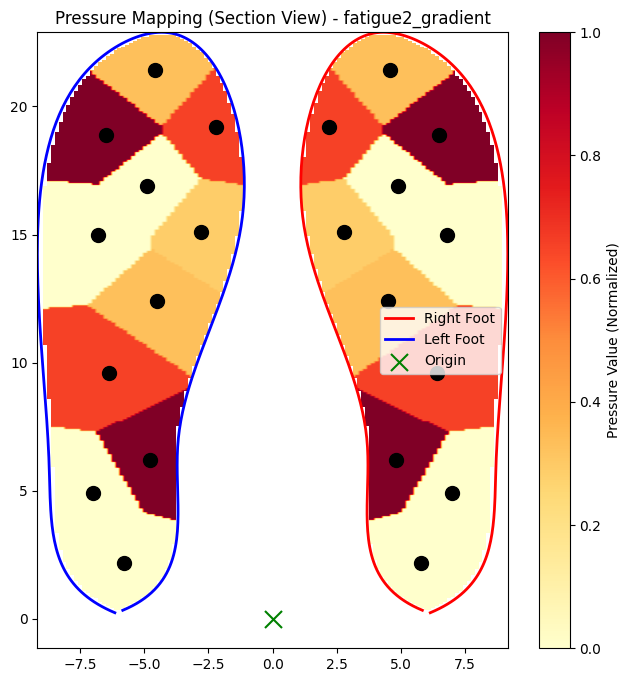 Pressure Mapping (Section View) - fatigue2_gradient
20
15
10
5
0
−7.5 −5.0 −2.5 0.0 2.5 5.0 7.5
Right Foot
Left Foot
Origin
1.0
0.8
0.6
0.4
0.2
0.0
Pressure Value (Normalized)